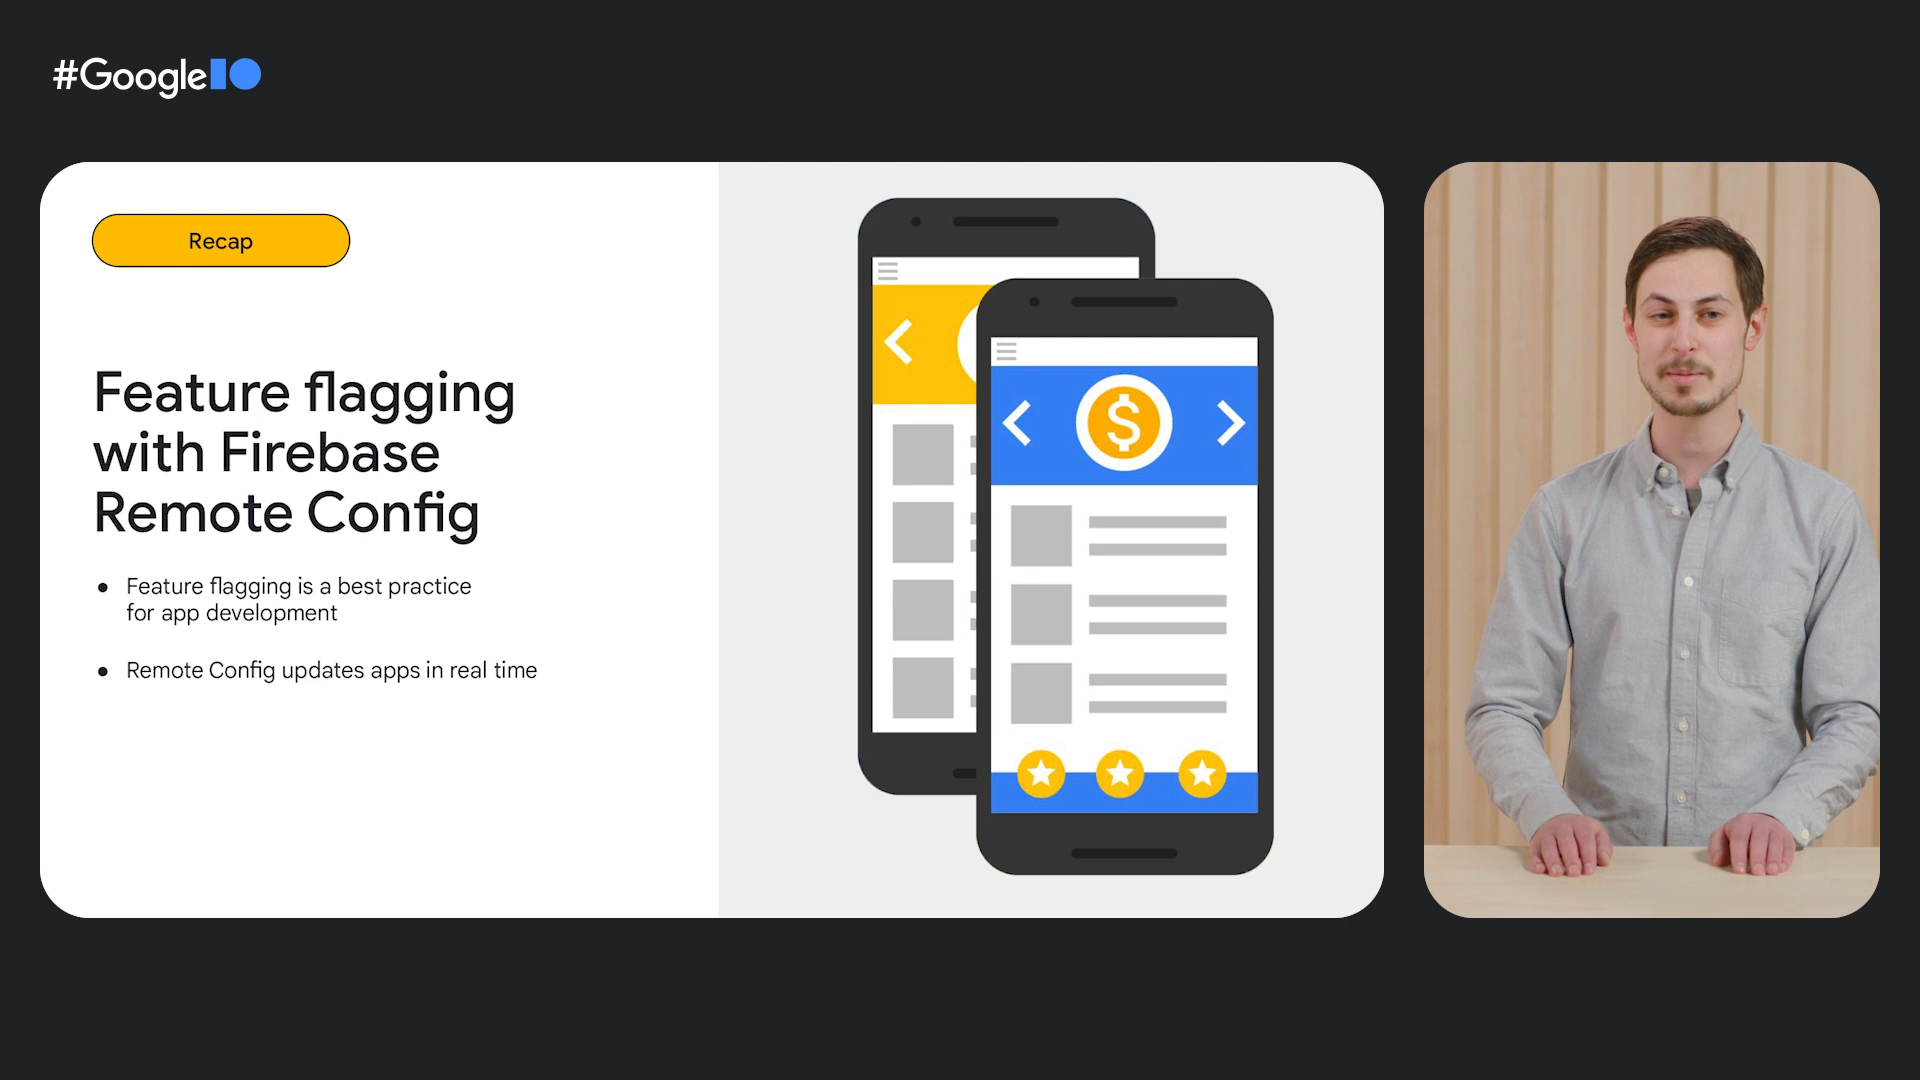 #GoogleIO
Recap
Feature flagging
with Firebase
Remote Config
● Feature flagging is a best practice
for app development
● Remote Config updates apps in real time
$